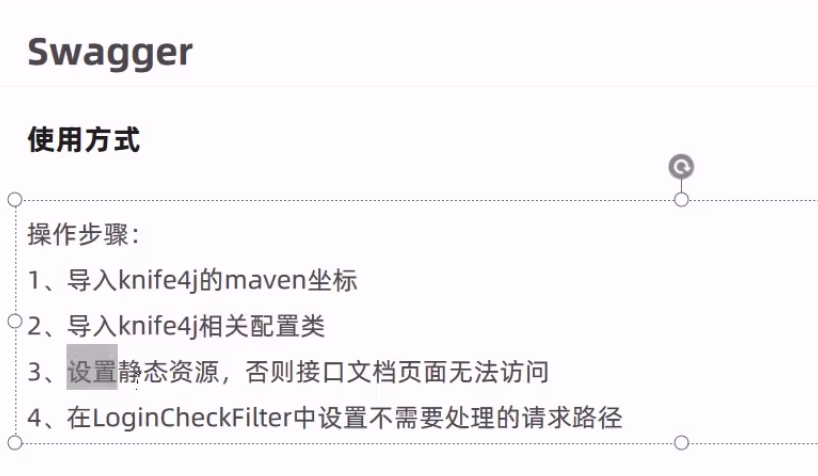 Swagger
使用方式
操作步骤：
1、导入knife4j的maven坐标
2、导入knife4j相关配置类
3、设置静态资源，否则接口文档页面无法访问
4、在LoginCheckFilter中设置不需要处理的请求路径